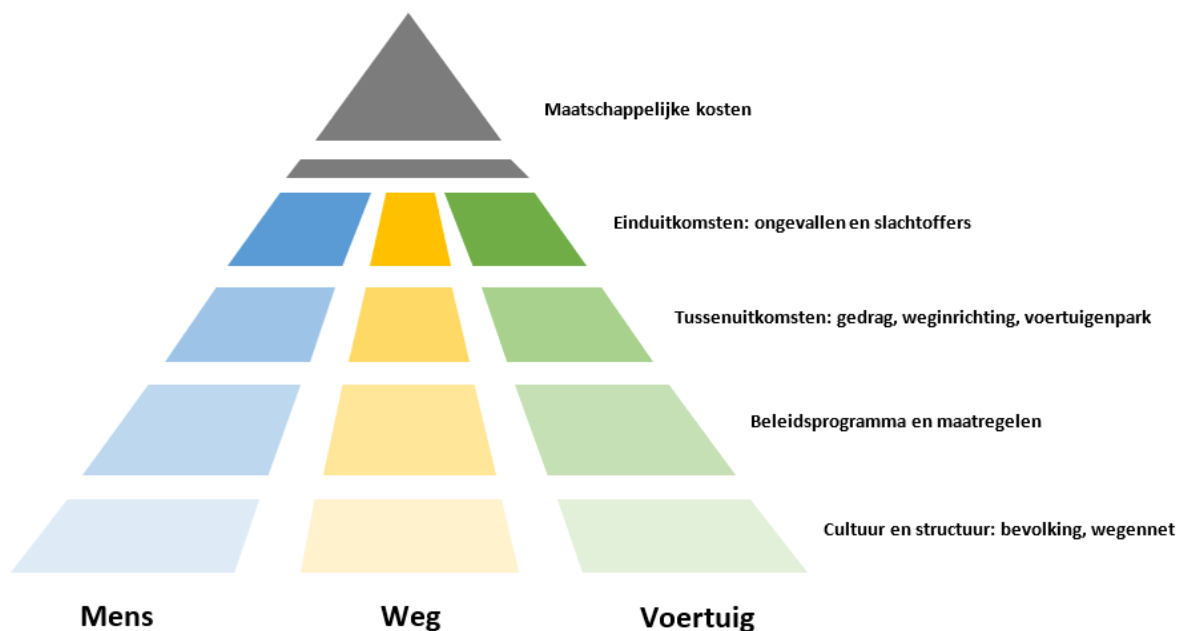 Maatschappelijke kosten
Einduitkomsten: ongevallen en slachtoffers
Tussenuitkomsten: gedrag, weginrichting, voertuigenpark
Beleidsprogramma en maatregelen
Cultuur en structuur: bevolking, wegennet
Mens Weg Voertuig